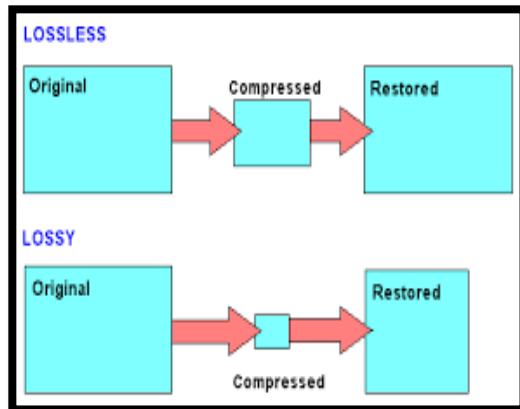 LOSSLESS
Original
Compressed
Restored
LOSSY
Original
Restored
Compressed